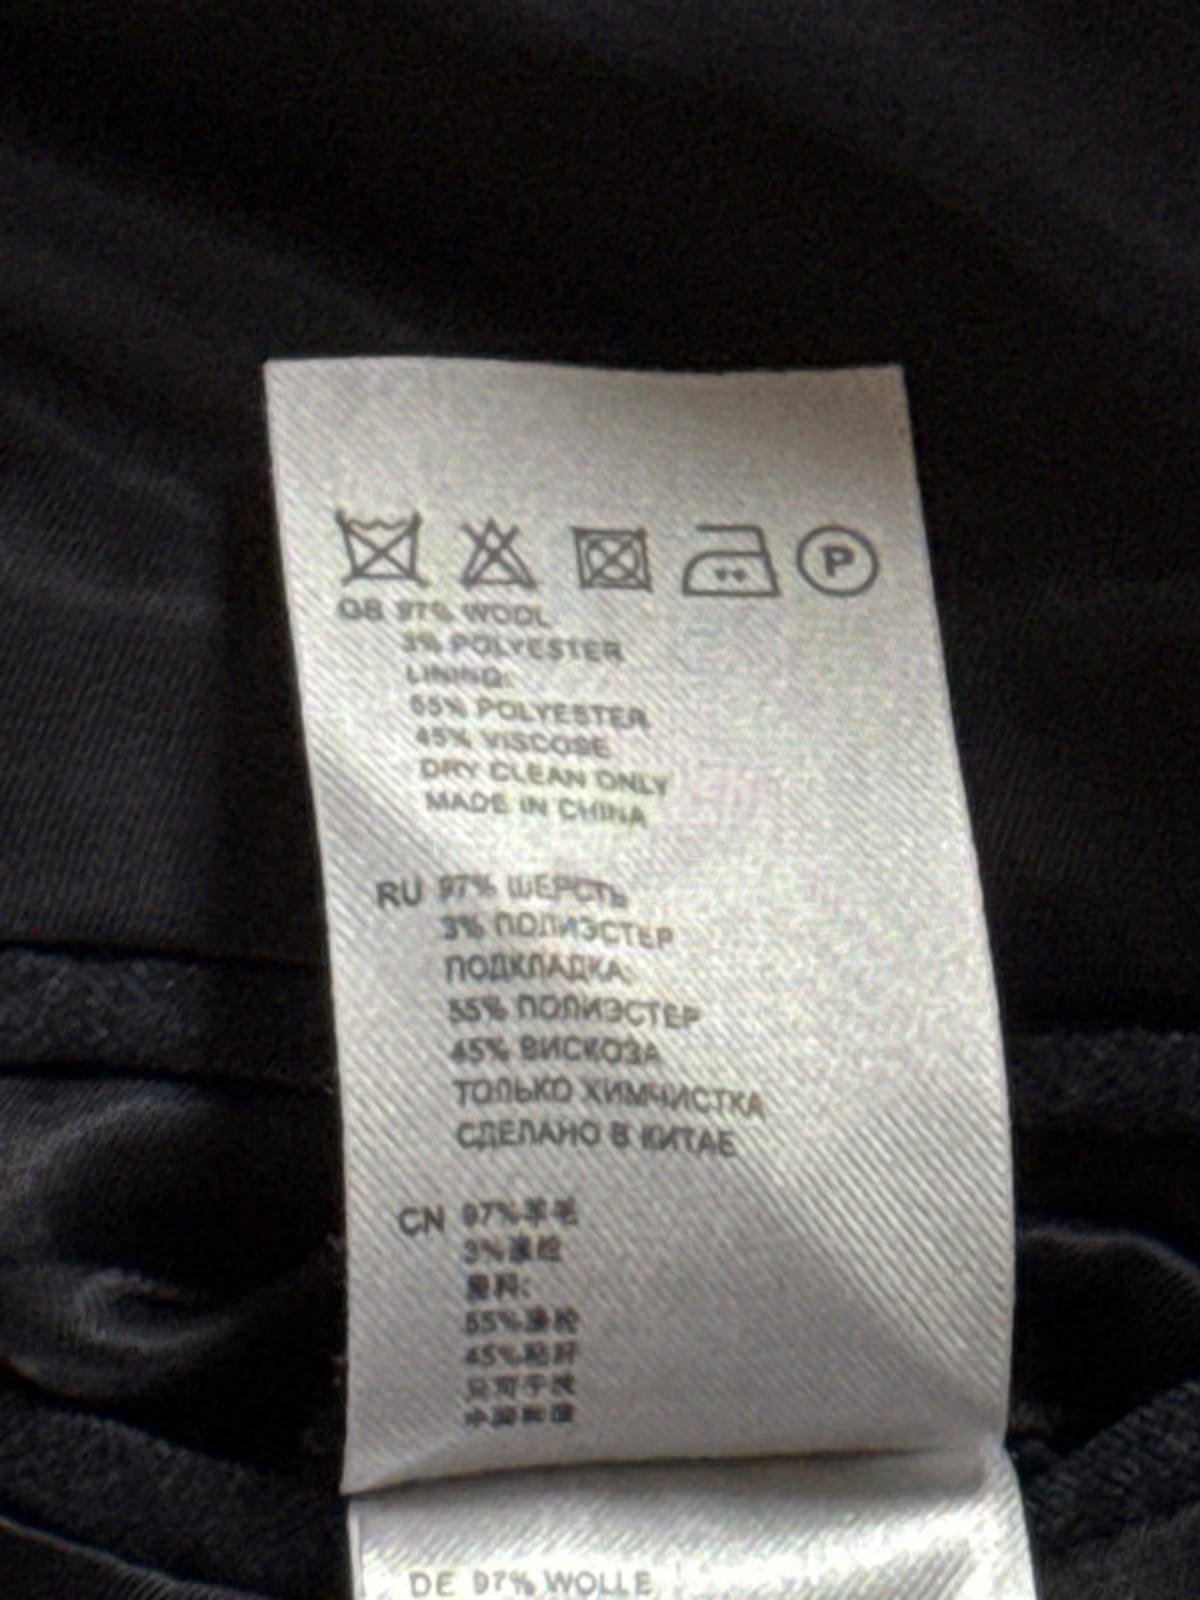 P
GB 97% WOOL
3% POLYESTER
LINING:
55% POLYESTER
45% VISCOSE
DRY CLEAN ONLY
MADE IN CHINA
RU 97% ШЕРСТЬ
3% ПОЛИЭСТЕР
ПОДКЛАДКА:
55% ПОЛИЭСТЕР
45% ВИСКОЗА
ТОЛЬКО ХИМЧИСТКА
СДЕЛАНО В КИТАЕ
CN 97%羊毛
3%涤纶
里料:
55%涤纶
45%粘纤
只可干洗
中国制造
DE 97% WOLLE